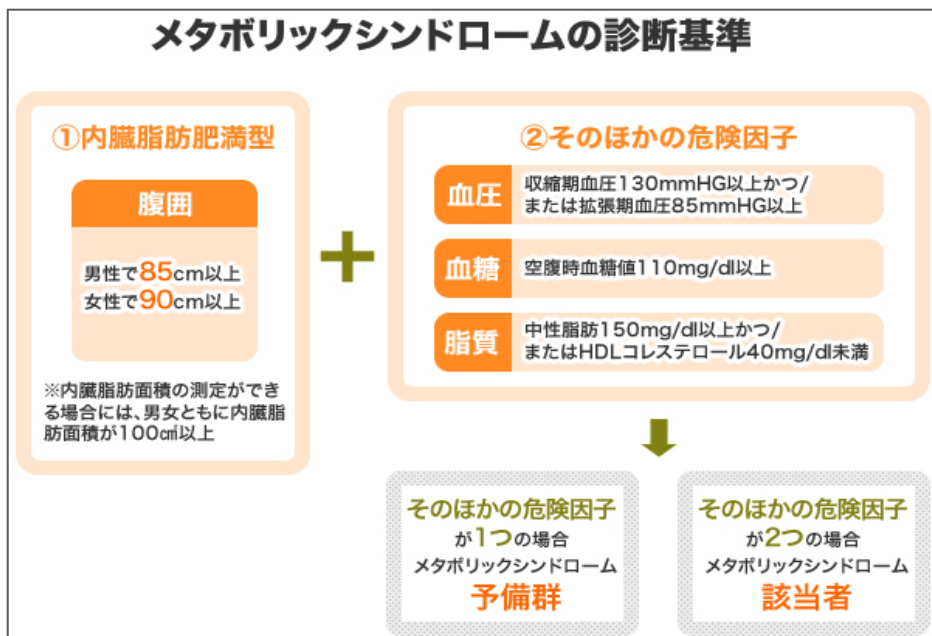 メタボリックシンドロームの診断基準
①内臓脂肪肥満型
腹囲
男性で85cm以上
女性で90cm以上
※内臓脂肪面積の測定ができ
る場合には、男女ともに内臓脂
肪面積が100㎠以上
②そのほかの危険因子
血圧
収縮期血圧130mmHG以上かつ/
または拡張期血圧85mmHG以上
血糖
空腹時血糖値110mg/dl以上
脂質
中性脂肪150mg/dl以上かつ/
またはHDLコレステロール40mg/dl未満
そのほかの危険因子
が1つの場合
メタボリックシンドローム
予備群
そのほかの危険因子
が2つの場合
メタボリックシンドローム
該当者